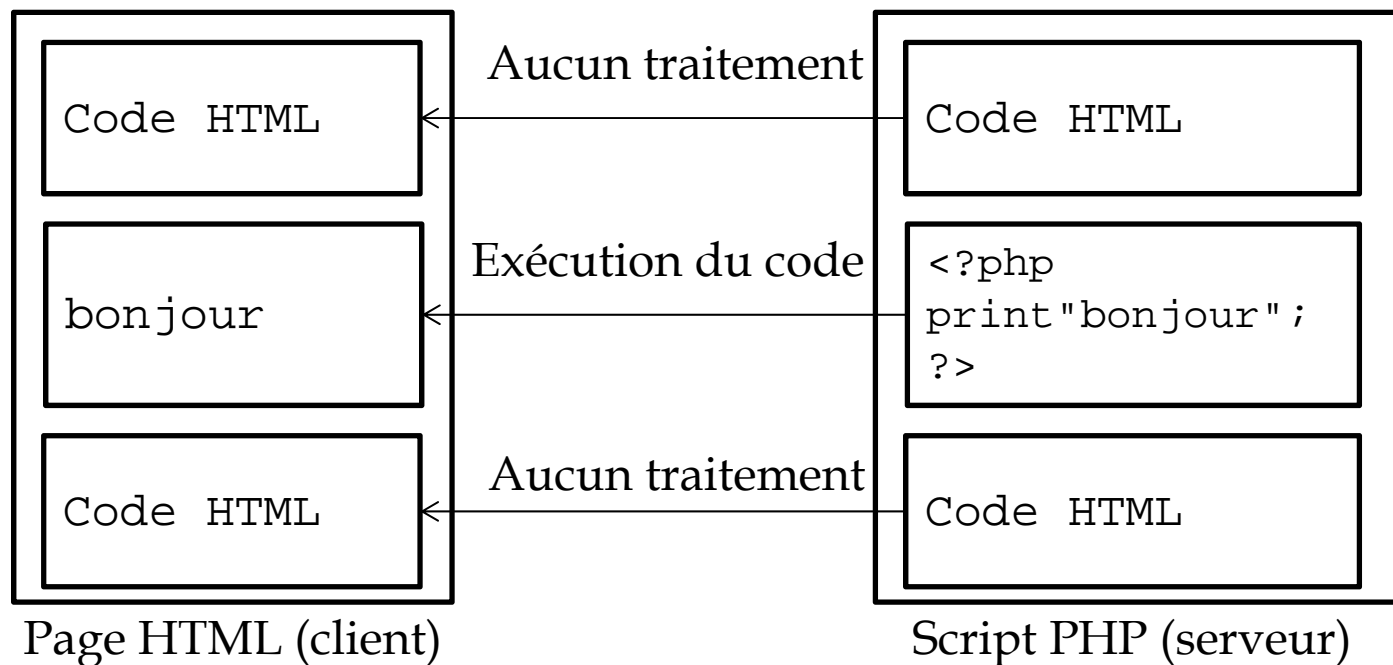 Aucun traitement
Code HTML
Code HTML
Exécution du code
bonjour
<?php
print"bonjour";
?>
Aucun traitement
Code HTML
Code HTML
Page HTML (client)
Script PHP (serveur)